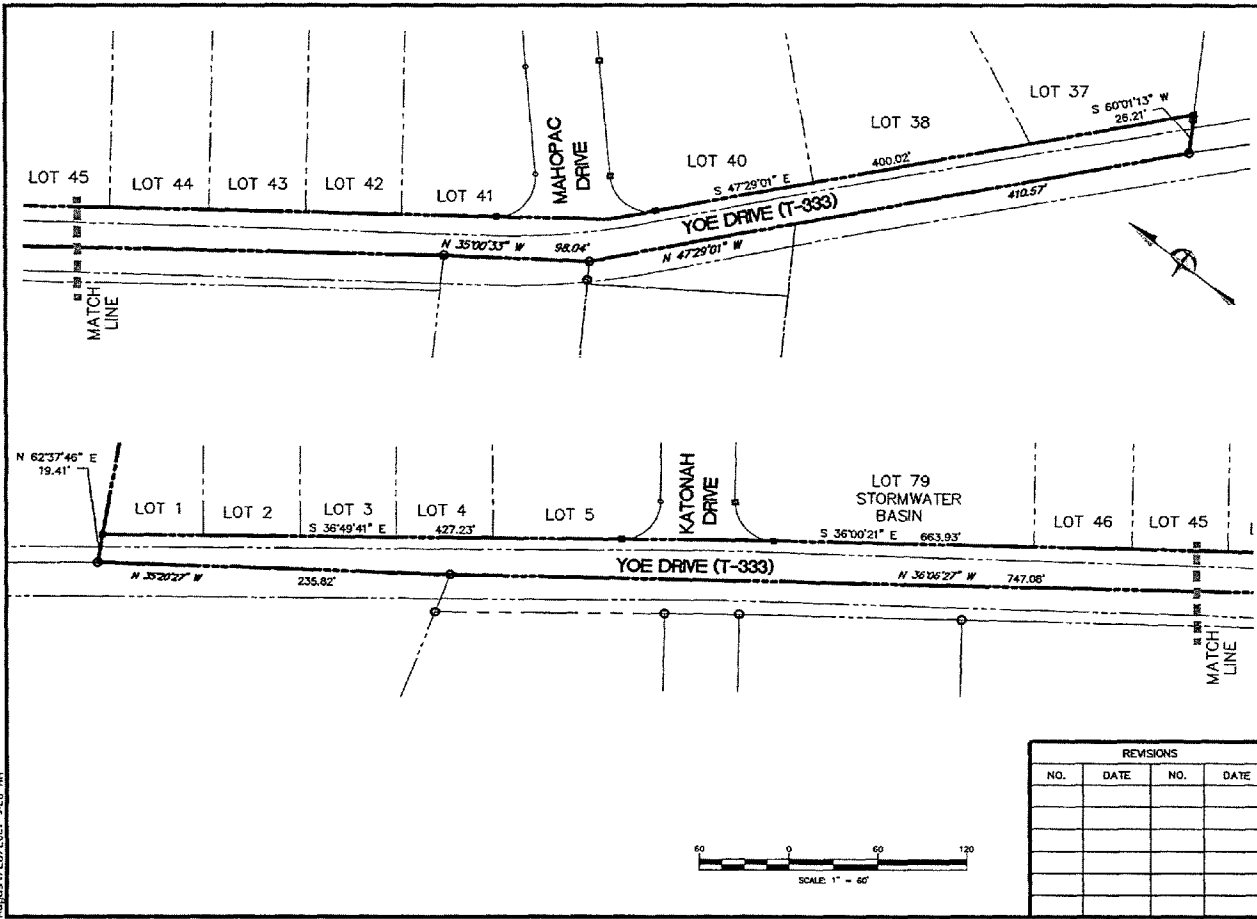 LOT 45
LOT 44
LOT 43
LOT 42
LOT 41
MAHOPAC
DRIVE
LOT 40
LOT 38
LOT 37
S 60°01'13" W
26.21'
S 47°29'01" E
400.02'
YOE DRIVE (T-333)
410.57'
N 35°00'33" W
98.04'
N 47°29'01" W
MATCH
LINE
N 62°37'46" E
19.41'
LOT 1
LOT 2
LOT 3
LOT 4
LOT 5
S 36°49'41" E
427.23'
KATONAH
DRIVE
LOT 79
STORMWATER
BASIN
S 36°00'21" E
663.93'
LOT 46
LOT 45
N 35°20'27" W
235.82'
YOE DRIVE (T-333)
N 36°06'27" W
747.08'
MATCH
LINE
60
0
60
120
SCALE: 1" = 60'
REVISIONS
NO.
DATE
NO.
DATE